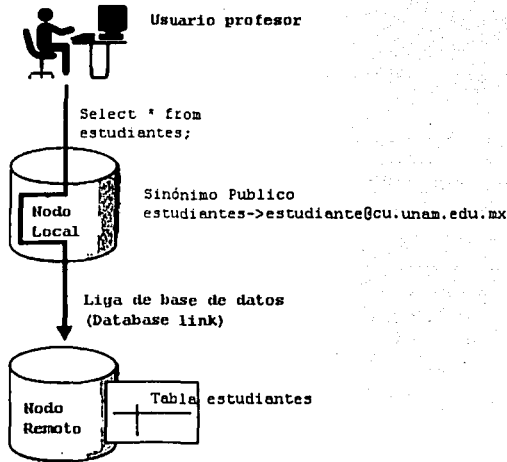 Usuario profesor
Select * from
estudiantes;
Sinónimo Publico
estudiantes->estudiante@cu.unam.edu.mx
Nodo
Local
Liga de base de datos
(Database link)
Tabla estudiantes
Nodo
Remoto